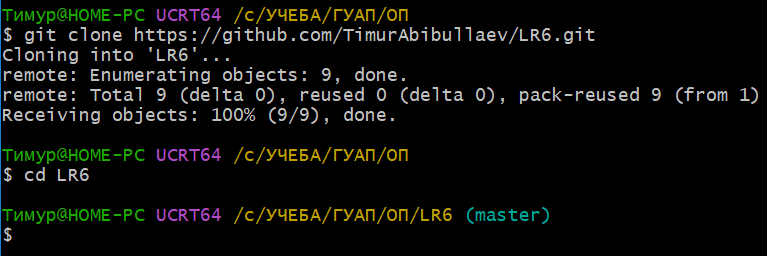 Тимур@HOME-PC UCRT64 /c/УЧЕБА/ГУАП/ОП
$ git clone https://github.com/TimurAbibullaev/LR6.git
Cloning into 'LR6'...
remote: Enumerating objects: 9, done.
remote: Total 9 (delta 0), reused 0 (delta 0), pack-reused 9 (from 1)
Receiving objects: 100% (9/9), done.
Тимур@HOME-PC UCRT64 /c/УЧЕБА/ГУАП/ОП
$ cd LR6
Тимур@HOME-PC UCRT64 /c/УЧЕБА/ГУАП/ОП/LR6 (master)
$